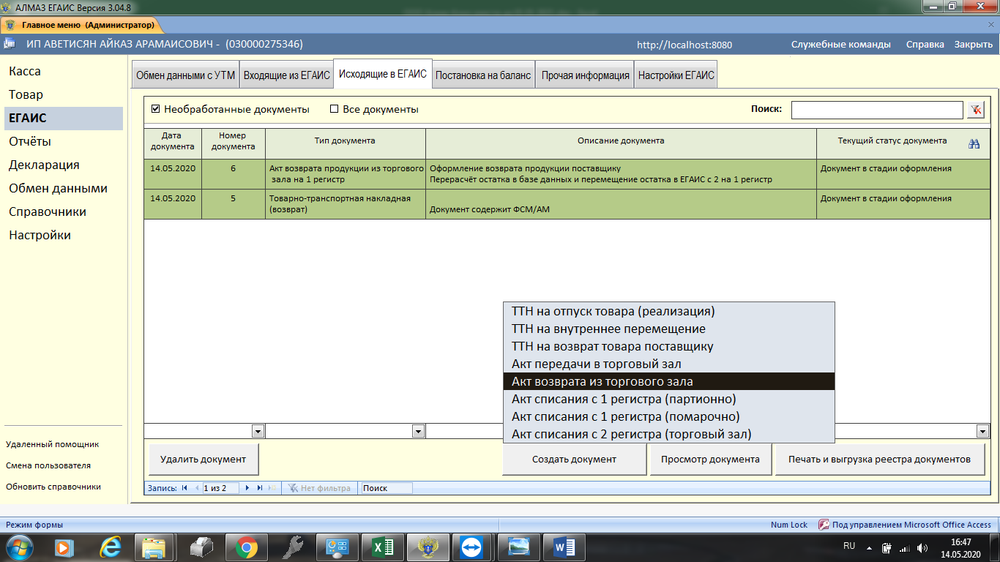 АЛМАЗ ЕГАИС Версия 3.04.8
Главное меню (Администратор)
ИП АВЕТИСЯН АЙКАЗ АРАМАИСОВИЧ - (030000275346)
http://localhost:8080
Служебные команды
Справка
Закрыть
Касса
Товар
ЕГАИС
Отчёты
Декларация
Обмен данными
Справочники
Настройки
Удаленный помощник
Смена пользователя
Обновить справочники
Обмен данными с УТМ
Входящие из ЕГАИС
Исходящие в ЕГАИС
Постановка на баланс
Прочая информация
Настройки ЕГАИС
Необработанные документы
Все документы
Поиск:
Дата
документа
Номер
документа
Тип документа
Описание документа
Текущий статус документа
14.05.2020
6
Акт возврата продукции из торгового
зала на 1 регистр
Оформление возврата продукции поставщику
Перерасчёт остатка в базе данных и перемещение остатка в ЕГАИС с 2 на 1 регистр
Документ в стадии оформления
14.05.2020
5
Товарно-транспортная накладная
(возврат)
Документ содержит ФСМ/АМ
Документ в стадии оформления
ТТН на отпуск товара (реализация)
ТТН на внутреннее перемещение
ТТН на возврат товара поставщику
Акт передачи в торговый зал
Акт возврата из торгового зала
Акт списания с 1 регистра (партионно)
Акт списания с 1 регистра (помарочно)
Акт списания с 2 регистра (торговый зал)
Удалить документ
Создать документ
Просмотр документа
Печать и выгрузка реестра документов
Запись:
1 из 2
Нет фильтра
Поиск
Режим формы
Num Lock
Под управлением Microsoft Office Access
RU
16:47
14.05.2020